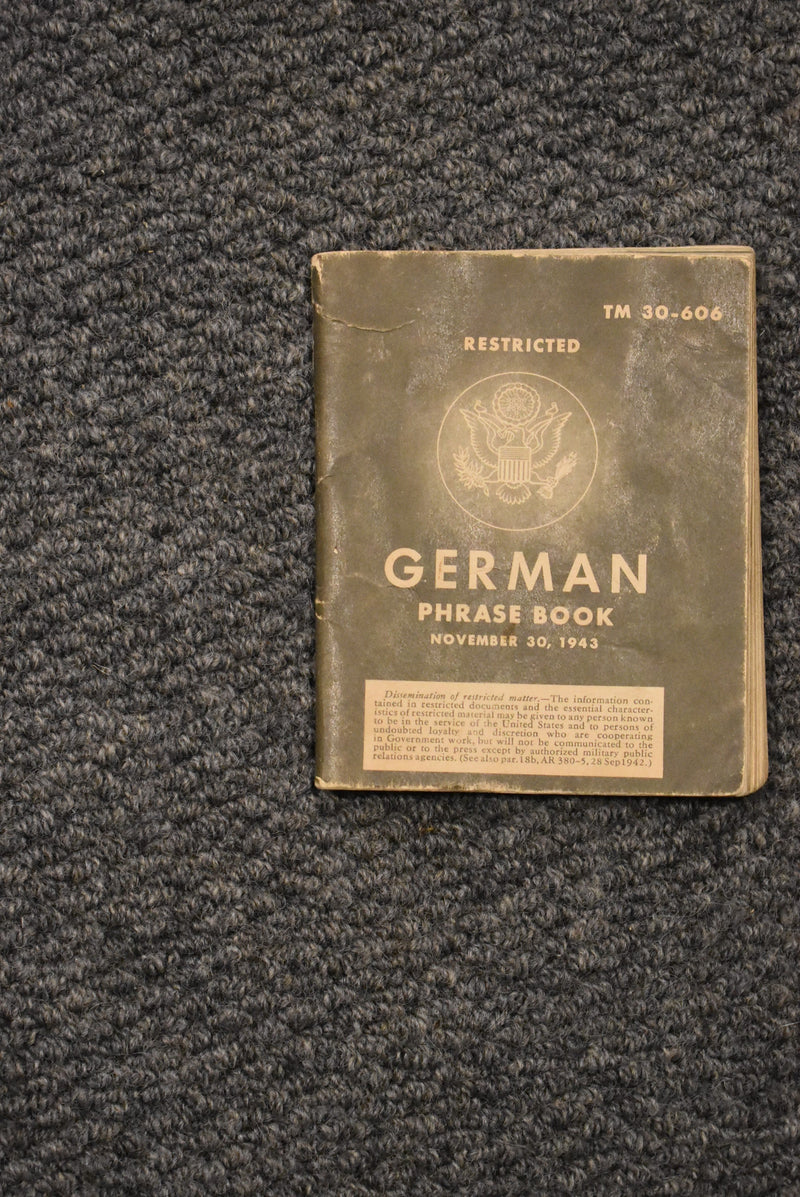 TM 30-606
RESTRICTED
GERMAN
PHRASE BOOK
NOVEMBER 30, 1943
Dissemination of restricted matter.—The information con-
tained in restricted documents and the essential character-
istics of restricted material may be given to any person known
to be in the service of the United States and to persons of
undoubted loyalty and discretion who are cooperating
in Government work, but will not be communicated to the
public or to the press except by authorized military public
relations agencies. (See also par. 18b, AR 380-5, 28 Sep 1942.)